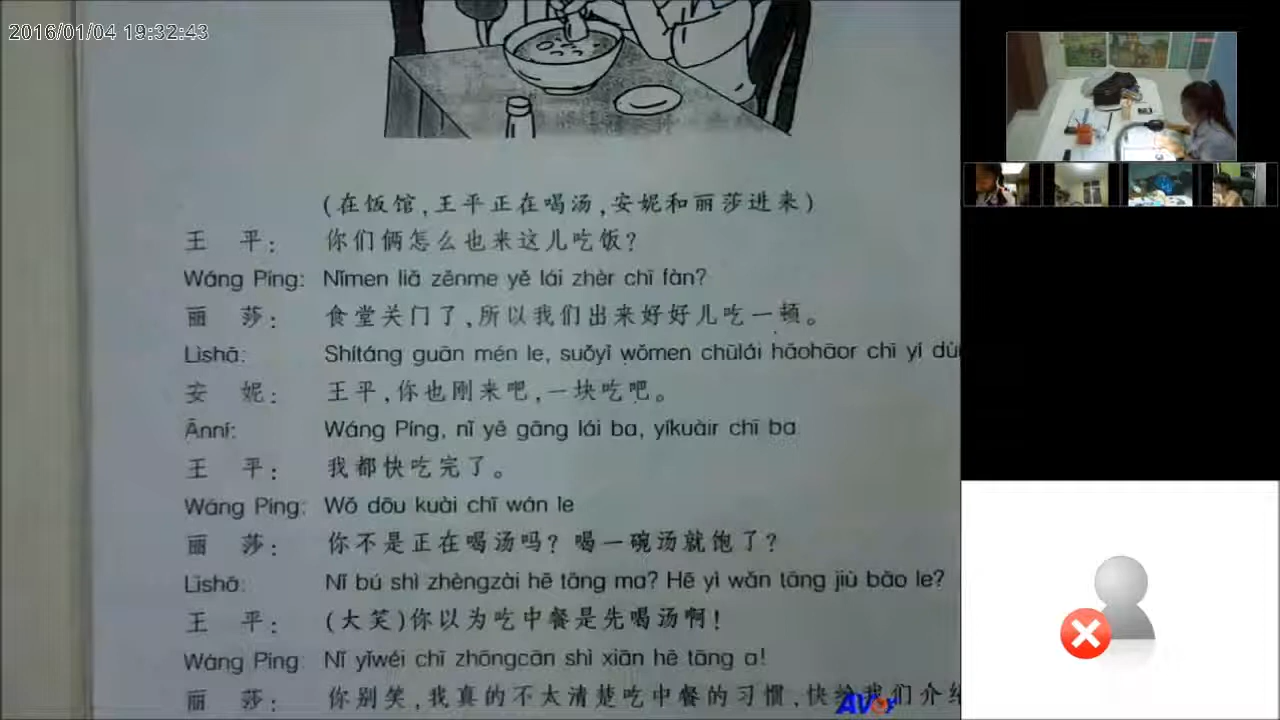 2016/01/04 19:32:43
(在饭馆,王平正在喝汤,安妮和丽莎进来)
王 平: 你们俩怎么也来这儿吃饭?
Wáng Píng: Nǐmen liǎ zěnme yě lái zhèr chī fàn?
丽 莎: 食堂关门了,所以我们出来好好儿吃一顿。
Lìshā: Shítáng guān mén le, suǒyǐ wǒmen chūlái hǎohāor chī yí
安 妮: 王平,你也刚来吧,一块吃吧。
Ānní: Wáng Píng, nǐ yě gāng lái ba, yíkuàir chī ba
王 平: 我都快吃完了。
Wáng Píng: Wǒ dōu kuài chī wán le
丽 莎: 你不是正在喝汤吗? 喝一碗汤就饱了?
Lìshā: Nǐ bú shì zhèngzài hē tāng ma? Hē yì wǎn tāng jiù bǎo le?
王 平: (大笑)你以为吃中餐是先喝汤啊!
Wáng Píng Nǐ yǐwéi chī zhōngcān shì xiān hē tāng a!
丽 莎: 你别笑,我真的不太清楚吃中餐的习惯,快给我们介绍
AVer